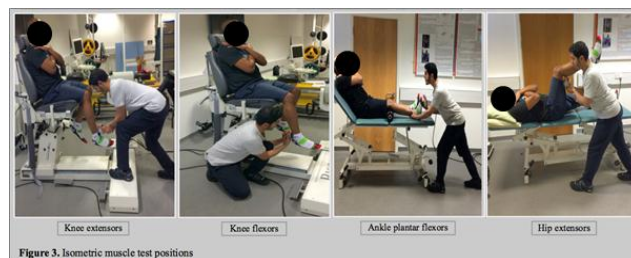 Knee extensors
Knee flexors
Ankle plantar flexors
Hip extensors
Figure 3. Isometric muscle test positions